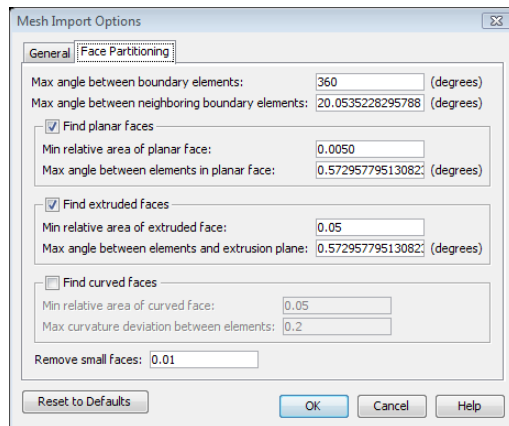 Mesh Import Options
General Face Partitioning
Max angle between boundary elements: 360 (degrees)
Max angle between neighboring boundary elements: 20.0535228295788 (degrees)
Find planar faces
Min relative area of planar face: 0.0050
Max angle between elements in planar face: 0.57295779513082 (degrees)
Find extruded faces
Min relative area of extruded face: 0.05
Max angle between elements and extrusion plane: 0.57295779513082 (degrees)
Find curved faces
Min relative area of curved face: 0.05
Max curvature deviation between elements: 0.2
Remove small faces: 0.01
Reset to Defaults OK Cancel Help